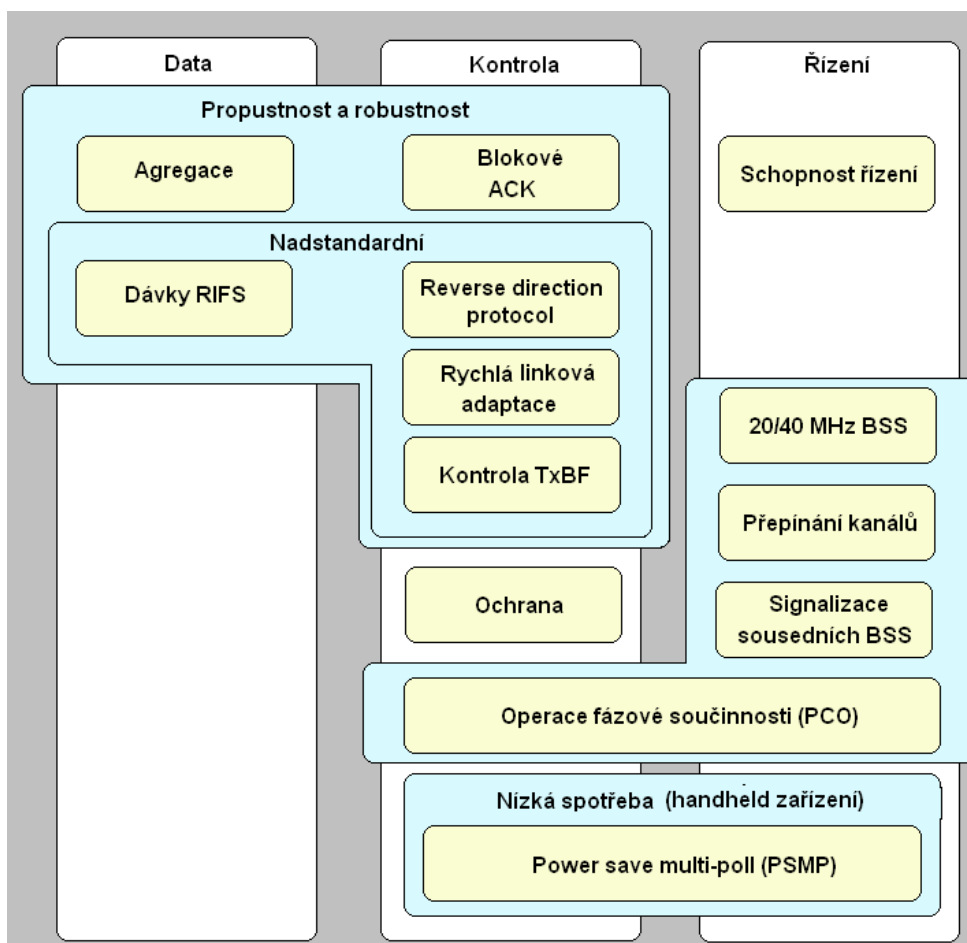 Data
Kontrola
Řízení
Propustnost a robustnost
Agregace
Blokové
ACK
Schopnost řízení
Nadstandardní
Dávky RIFS
Reverse direction
protocol
Rychlá linková
adaptace
Kontrola TxBF
20/40 MHz BSS
Přepínání kanálů
Ochrana
Signalizace
sousedních BSS
Operace fázové součinnosti (PCO)
Nízká spotřeba (handheld zařízení)
Power save multi-poll (PSMP)